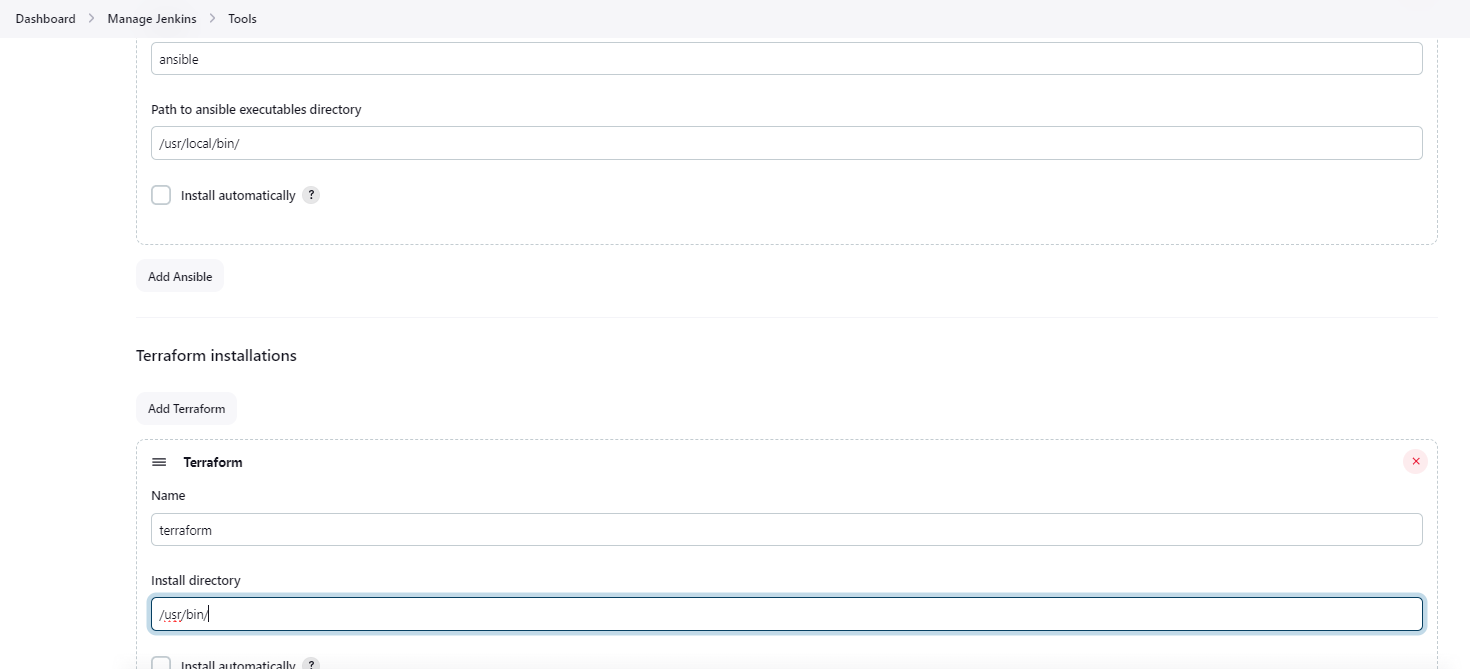 Dashboard > Manage Jenkins > Tools
ansible
Path to ansible executables directory
/usr/local/bin/
Install automatically ?
Add Ansible
Terraform installations
Add Terraform
Terraform
Name
terraform
Install directory
/usr/bin/
Install automatically ?